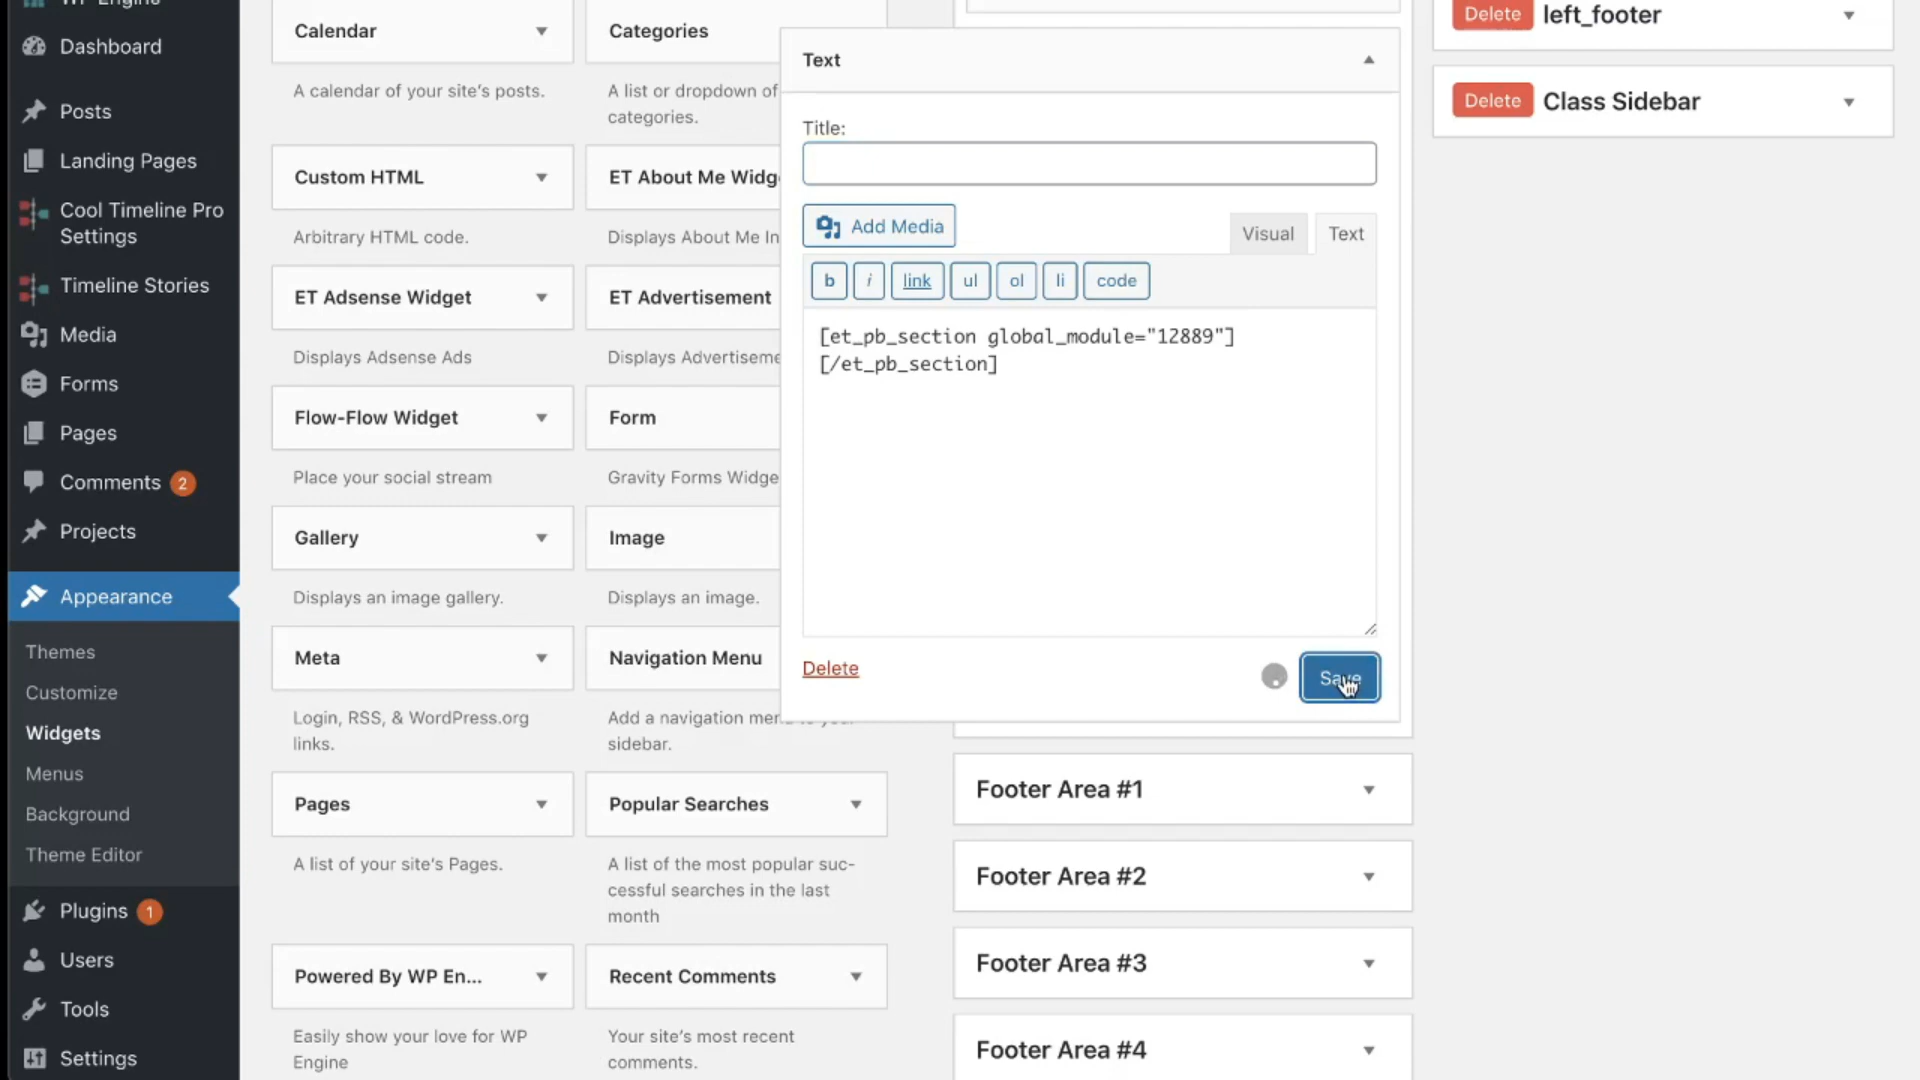 WP Engine
Dashboard
Posts
Landing Pages
Cool Timeline Pro
Settings
Timeline Stories
Media
Forms
Pages
Comments 2
Projects
Appearance
Themes
Customize
Widgets
Menus
Background
Theme Editor
Plugins 1
Users
Tools
Settings
Calendar
A calendar of your site's posts.
Custom HTML
Arbitrary HTML code.
ET Adsense Widget
Displays Adsense Ads
Flow-Flow Widget
Place your social stream
Gallery
Displays an image gallery.
Meta
Login, RSS, & WordPress.org
links.
Pages
A list of your site's Pages.
Powered By WP En...
Easily show your love for WP
Engine
Categories
A list or dropdown of
categories.
ET About Me Widg
Displays About Me In
ET Advertisement
Displays Advertiseme
Form
Gravity Forms Widge
Image
Displays an image.
Navigation Menu
Add a navigation menu to your
sidebar.
Popular Searches
A list of the most popular suc-
cessful searches in the last
month
Recent Comments
Your site's most recent
comments.
Text
Title:
Add Media
Visual Text
b i link ul ol li code
[et_pb_section global_module="12889"]
[/et_pb_section]
Delete
Save
Footer Area #1
Footer Area #2
Footer Area #3
Footer Area #4
Delete left_footer
Delete Class Sidebar